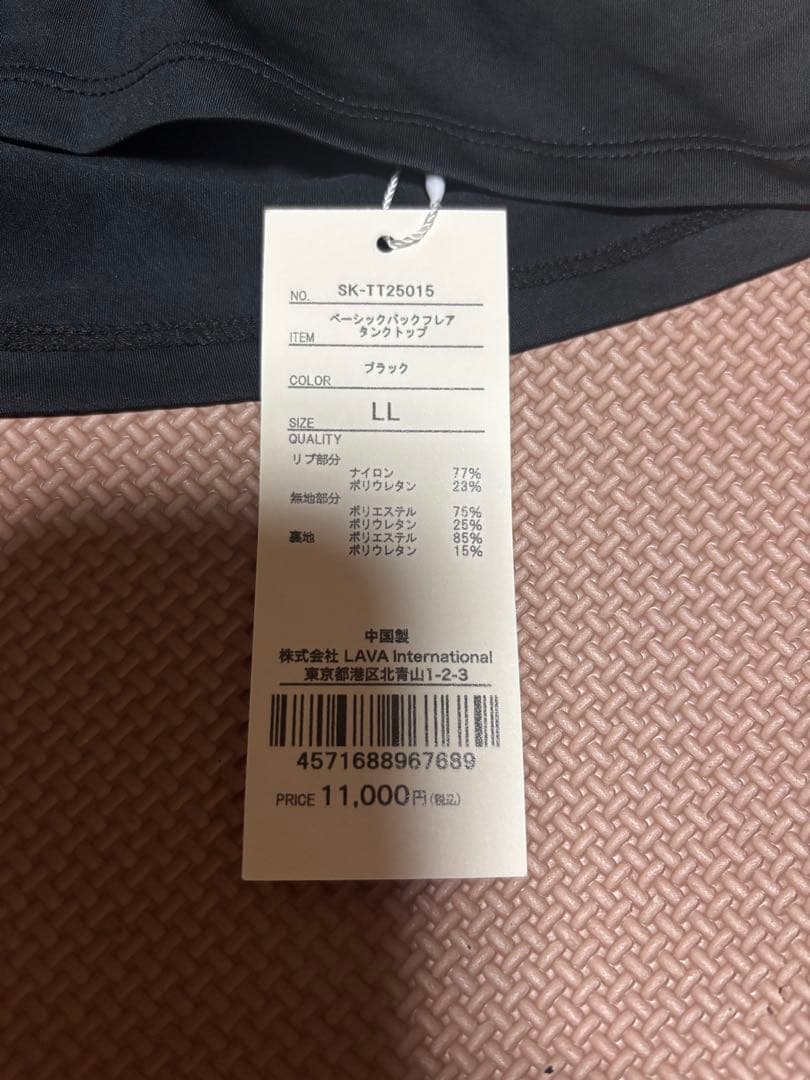 NO. SK-TT25015
ITEM ベーシックバックフレア
タンクトップ
COLOR ブラック
SIZE LL
QUALITY
リブ部分
ナイロン 77%
ポリウレタン 23%
無地部分
ポリエステル 75%
ポリウレタン 25%
裏地 ポリエステル 85%
ポリウレタン 15%
中国製
株式会社 LAVA International
東京都港区北青山1-2-3
4571688967689
PRICE 11,000円(税込)